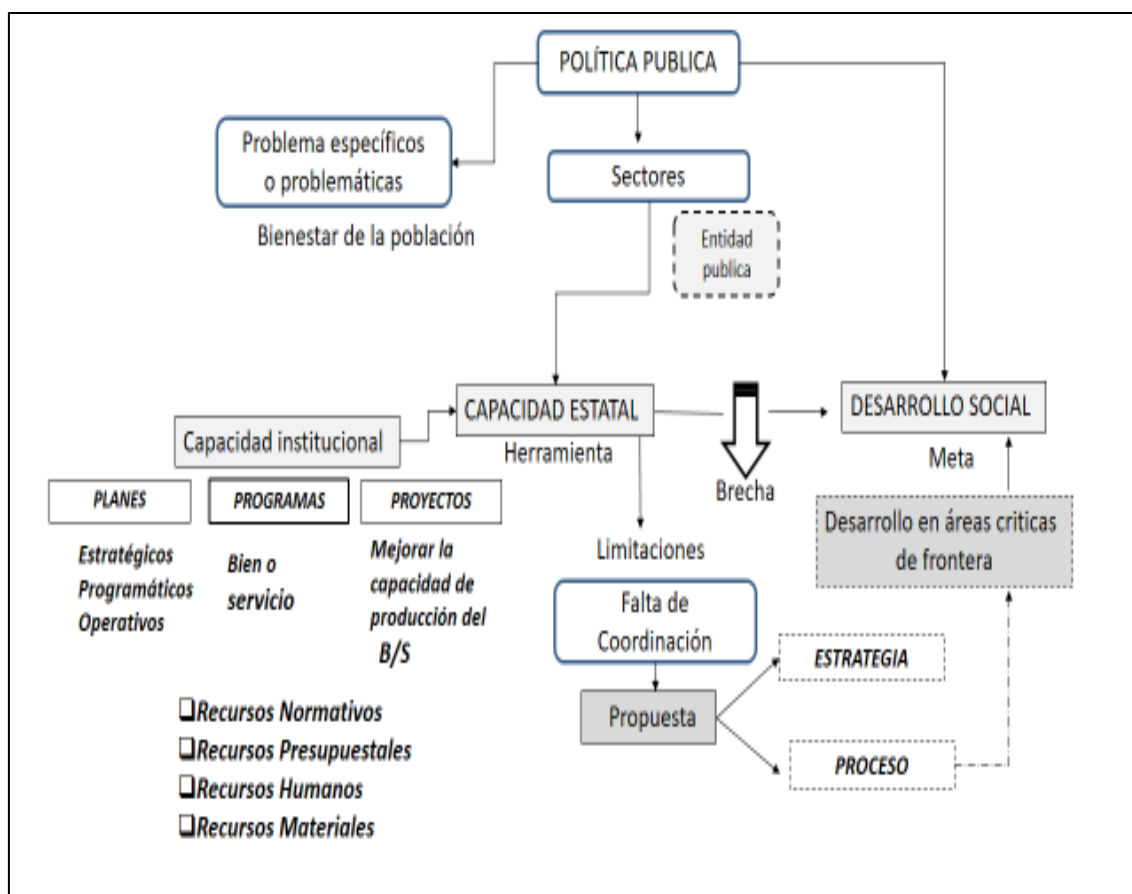 POLÍTICA PUBLICA
Problema específicos
o problemáticas
Bienestar de la población
Sectores
Entidad
publica
CAPACIDAD ESTATAL
Herramienta
Capacidad institucional
DESARROLLO SOCIAL
Meta
Brecha
PLANES
PROGRAMAS
PROYECTOS
Estratégicos
Programáticos
Operativos
Bien o
servicio
Mejorar la
capacidad de
producción del
B/S
Limitaciones
Desarrollo en áreas criticas
de frontera
Falta de
Coordinación
Propuesta
ESTRATEGIA
PROCESO
Recursos Normativos
Recursos Presupuestales
Recursos Humanos
Recursos Materiales